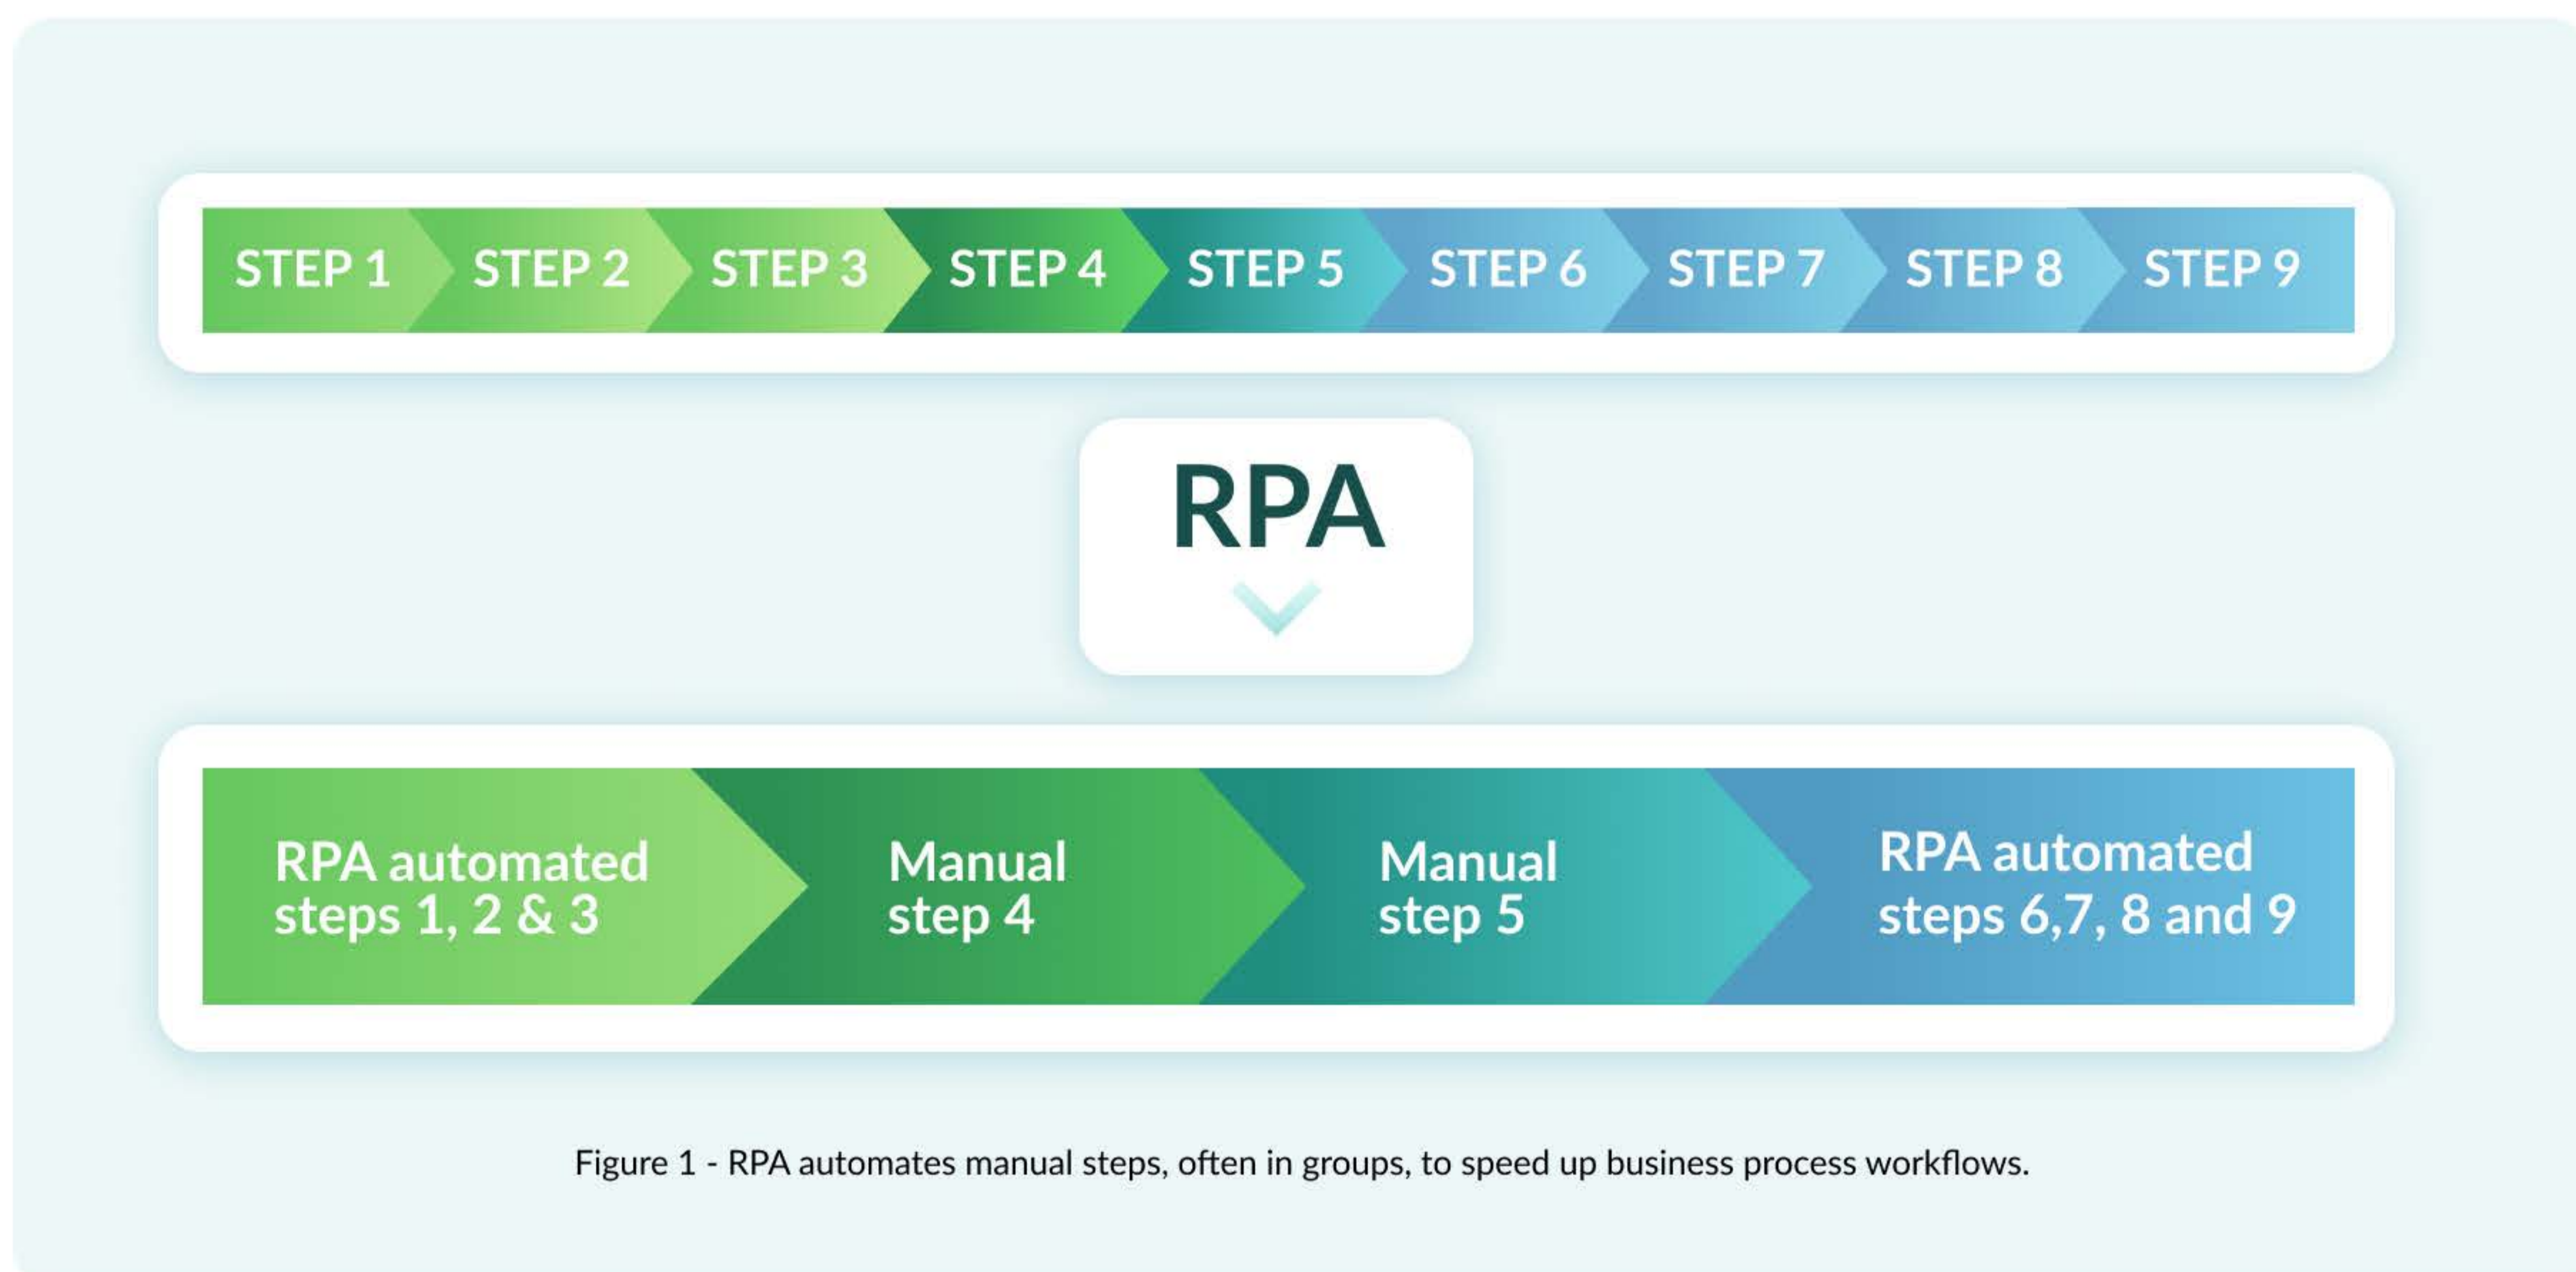 STEP 1 STEP 2 STEP 3 STEP 4 STEP 5 STEP 6 STEP 7 STEP 8 STEP 9
RPA
RPA automated
steps 1, 2 & 3
Manual
step 4
Manual
step 5
RPA automated
steps 6,7, 8 and 9
Figure 1 - RPA automates manual steps, often in groups, to speed up business process workflows.